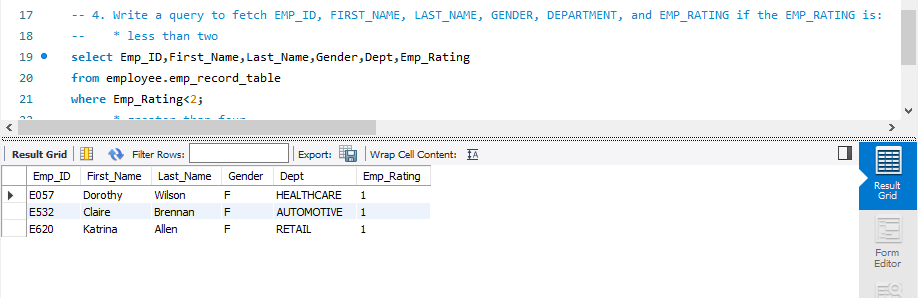 17 -- 4. Write a query to fetch EMP_ID, FIRST_NAME, LAST_NAME, GENDER, DEPARTMENT, and EMP_RATING if the EMP_RATING is:
18 -- * less than two
19 select Emp_ID,First_Name,Last_Name,Gender,Dept,Emp_Rating
20 from employee.emp_record_table
21 where Emp_Rating<2;
Result Grid Filter Rows: Export: Wrap Cell Content:
Emp_ID First_Name Last_Name Gender Dept Emp_Rating
E057 Dorothy Wilson F HEALTHCARE 1
E532 Claire Brennan F AUTOMOTIVE 1
E620 Katrina Allen F RETAIL 1
Result
Grid
Form
Editor